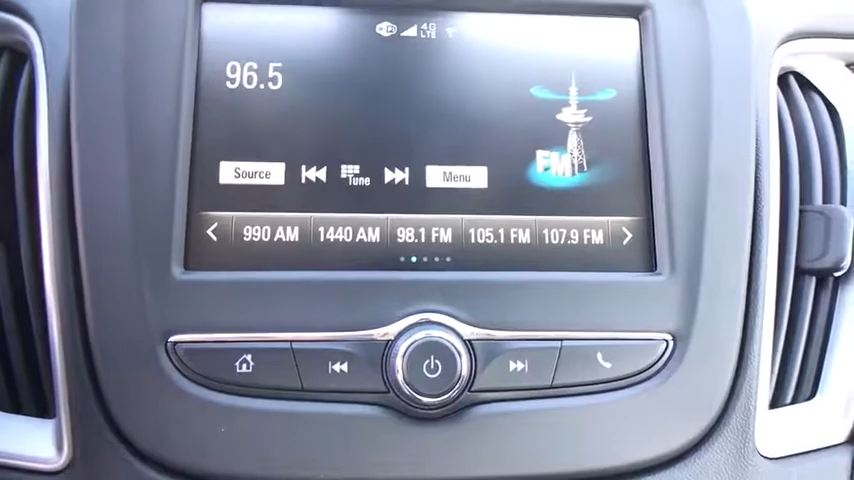 4G
LTE
96.5
FM
Source Tune Menu
990 AM 1440 AM 98.1 FM 105.1 FM 107.9 FM